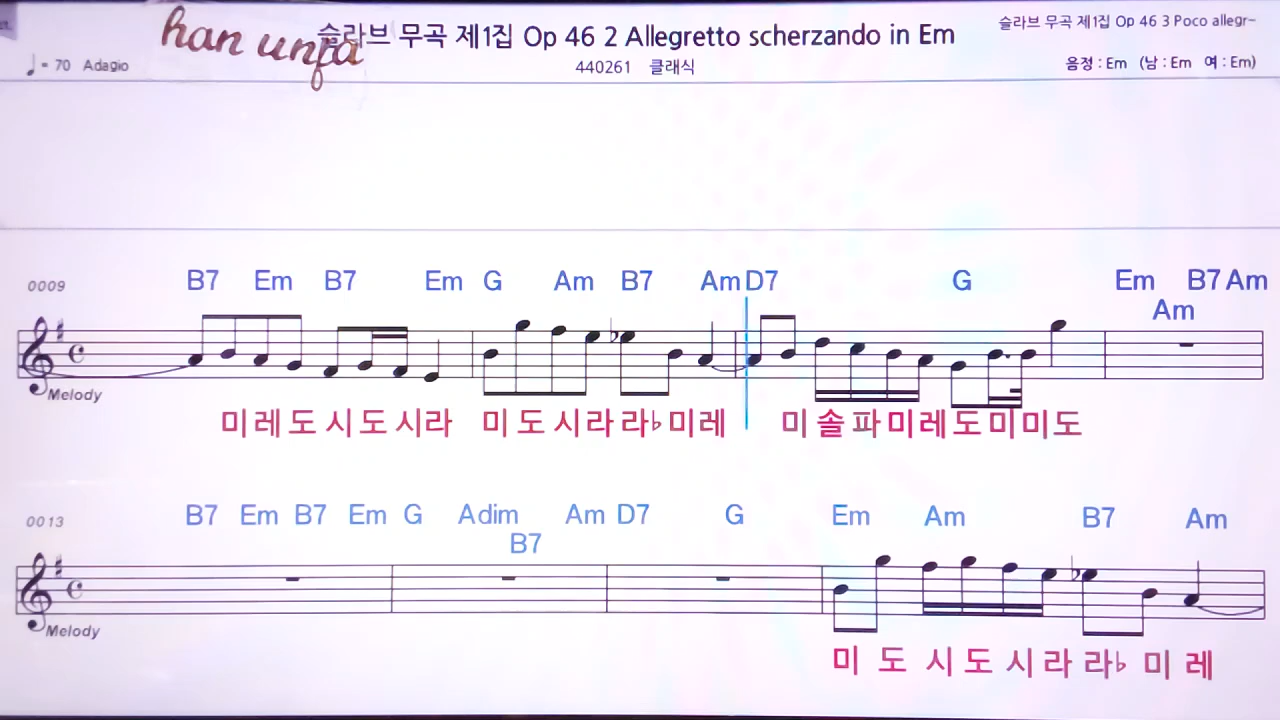 han unfa
슬라브 무곡 제1집 Op 46 2 Allegretto scherzando in Em
슬라브 무곡 제1집 Op 46 3 Poco allegr~
♩= 70 Adagio
440261 클래식
음정 : Em (남 : Em 여 : Em)
0009 B7 Em B7 Em G Am B7 Am D7 G Em B7 Am
Am
Melody
미 레 도 시 도 시 라 미 도 시 라 라♭ 미 레 미 솔 파 미 레 도 미 미 도
0013 B7 Em B7 Em G Adim Am D7 G Em Am B7 Am
B7
Melody
미 도 시 도 시 라 라♭ 미 레